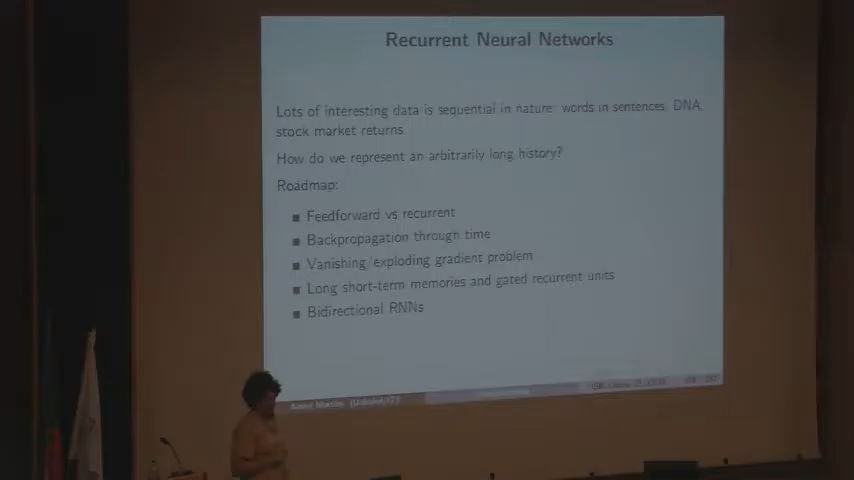 Recurrent Neural Networks
Lots of interesting data is sequential in nature: words in sentences, DNA,
stock market returns.
How do we represent an arbitrarily long history?
Roadmap:
Feedforward vs recurrent
Backpropagation through time
Vanishing/exploding gradient problem
Long short-term memories and gated recurrent units
Bidirectional RNNs